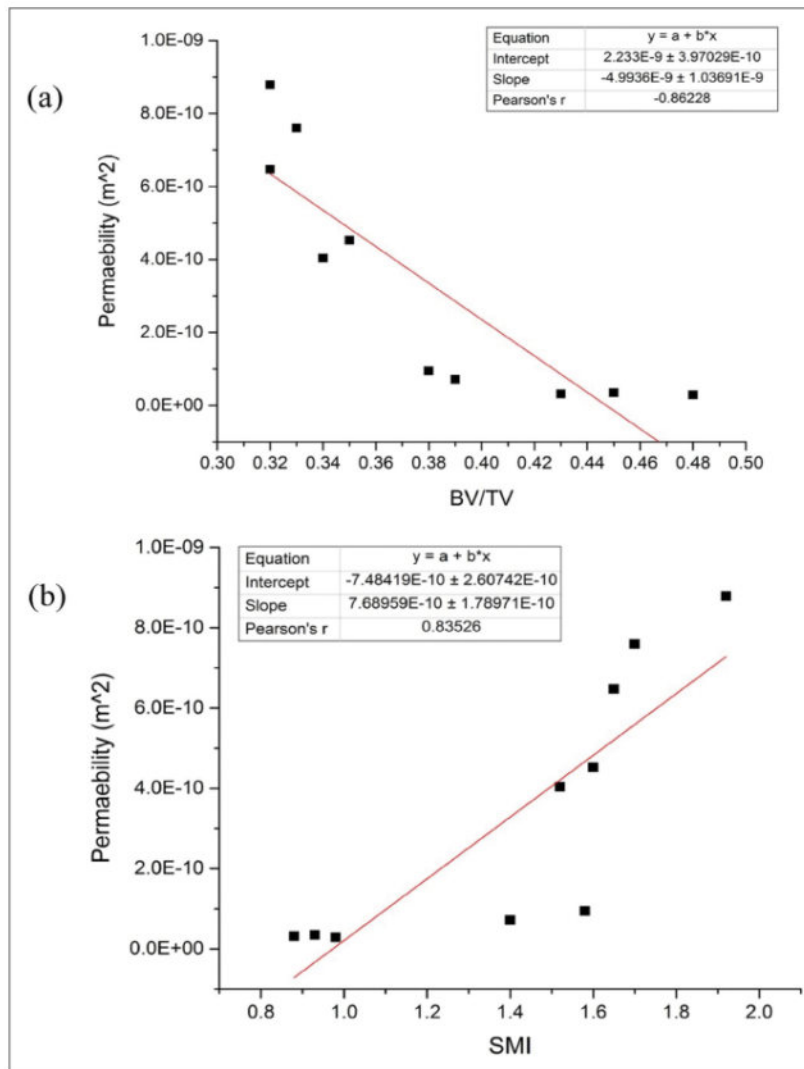 (a)
Equation y = a + b*x
Intercept 2.233E-9 ± 3.97029E-10
Slope -4.9936E-9 ± 1.03691E-9
Pearson's r -0.86228
1.0E-09
8.0E-10
6.0E-10
4.0E-10
2.0E-10
0.0E+00
Permaebility (m^2)
0.30 0.32 0.34 0.36 0.38 0.40 0.42 0.44 0.46 0.48 0.50
BV/TV
(b)
Equation y = a + b*x
Intercept -7.48419E-10 ± 2.60742E-10
Slope 7.68959E-10 ± 1.78971E-10
Pearson's r 0.83526
1.0E-09
8.0E-10
6.0E-10
4.0E-10
2.0E-10
0.0E+00
Permaebility (m^2)
0.8 1.0 1.2 1.4 1.6 1.8 2.0
SMI